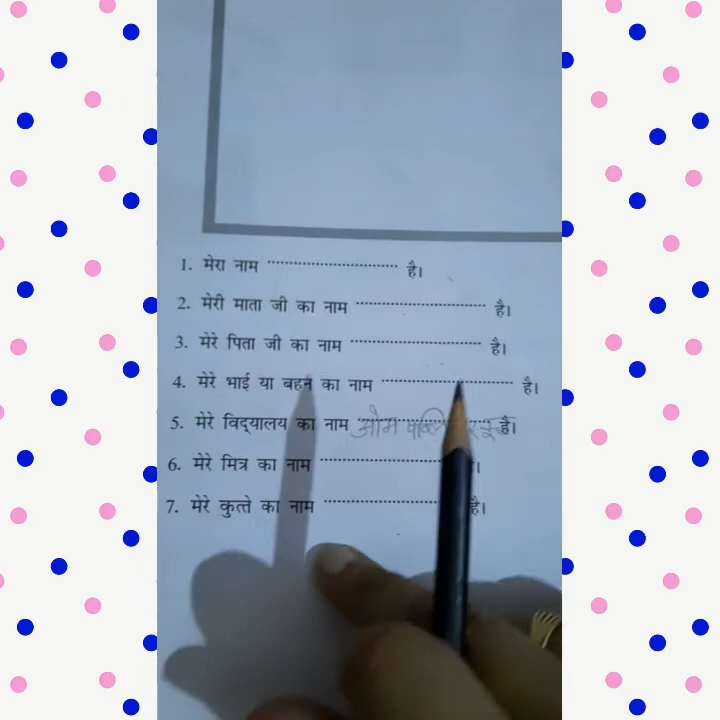 1. मेरा नाम ........................ है।
2. मेरी माता जी का नाम ........................ है।
3. मेरे पिता जी का नाम ........................ है।
4. मेरे भाई या बहन का नाम ........................ है।
5. मेरे विद्यालय का नाम ओम है।
6. मेरे मित्र का नाम ........................
7. मेरे कुत्ते का नाम ........................ है।